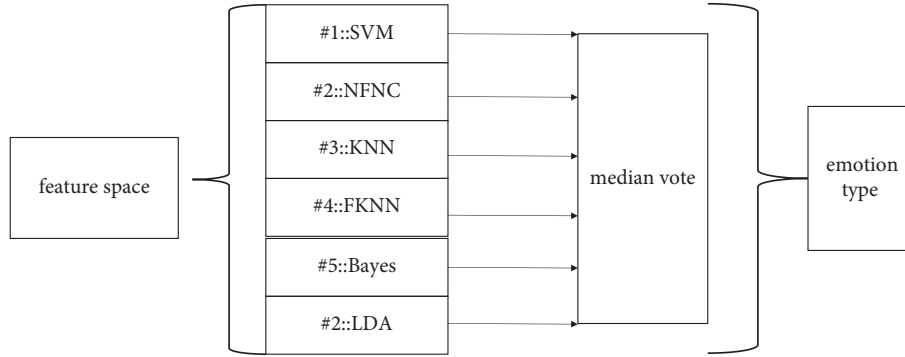 feature space
#1::SVM
#2::NFNC
#3::KNN
#4::FKNN
#5::Bayes
#2::LDA
median vote
emotion
type